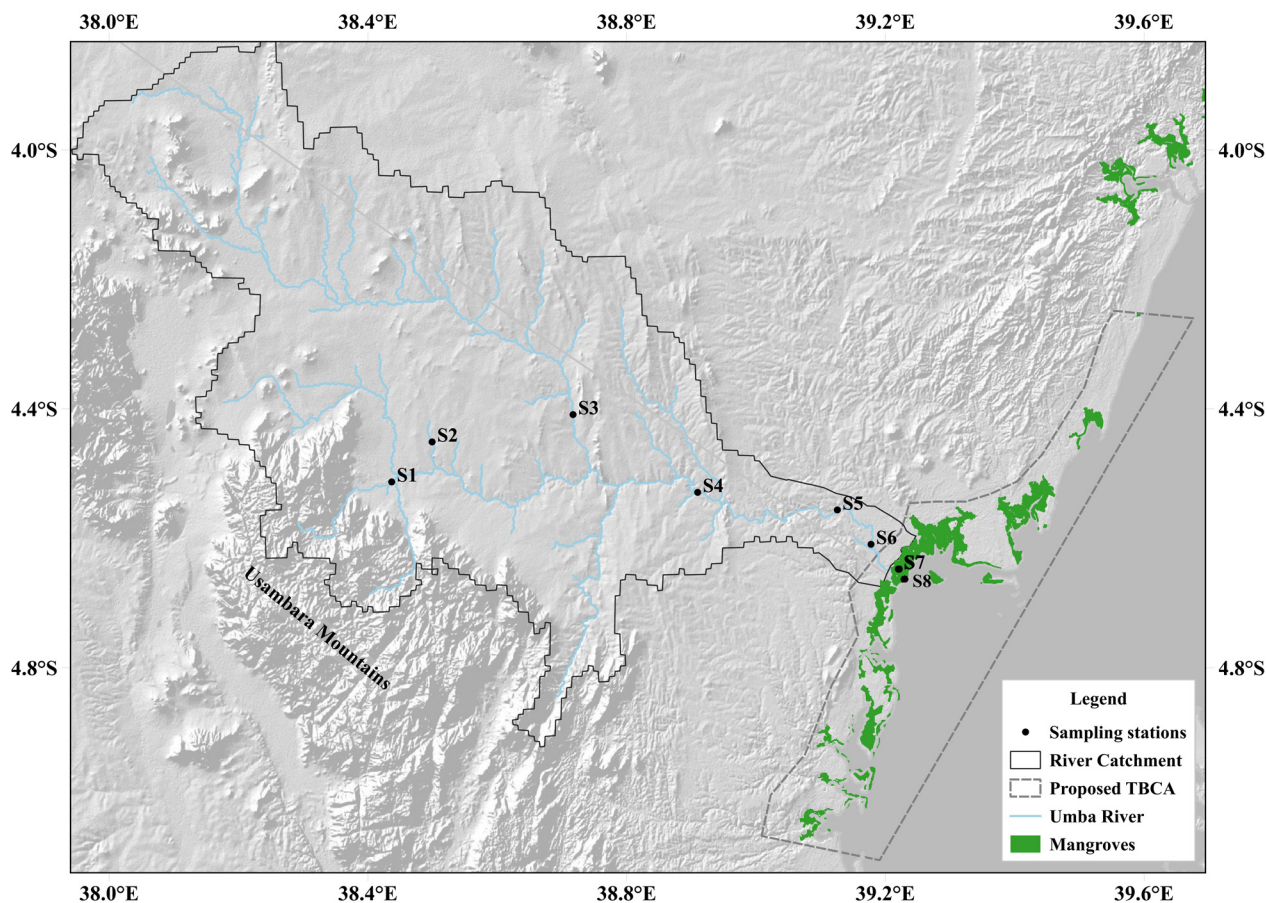 38.0°E 38.4°E 38.8°E 39.2°E 39.6°E
4.0°S 4.0°S
4.4°S 4.4°S
S3
S2
S1
S4
S5
S6
S7
S8
Usambara Mountains
4.8°S 4.8°S
Legend
Sampling stations
River Catchment
Proposed TBCA
Umba River
Mangroves
38.0°E 38.4°E 38.8°E 39.2°E 39.6°E